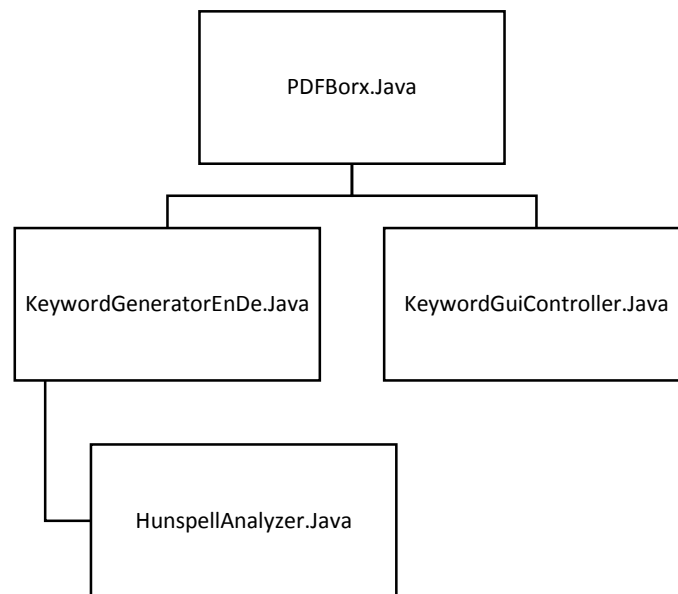 PDFBorx.Java
KeywordGeneratorEnDe.Java
KeywordGuiController.Java
HunspellAnalyzer.Java